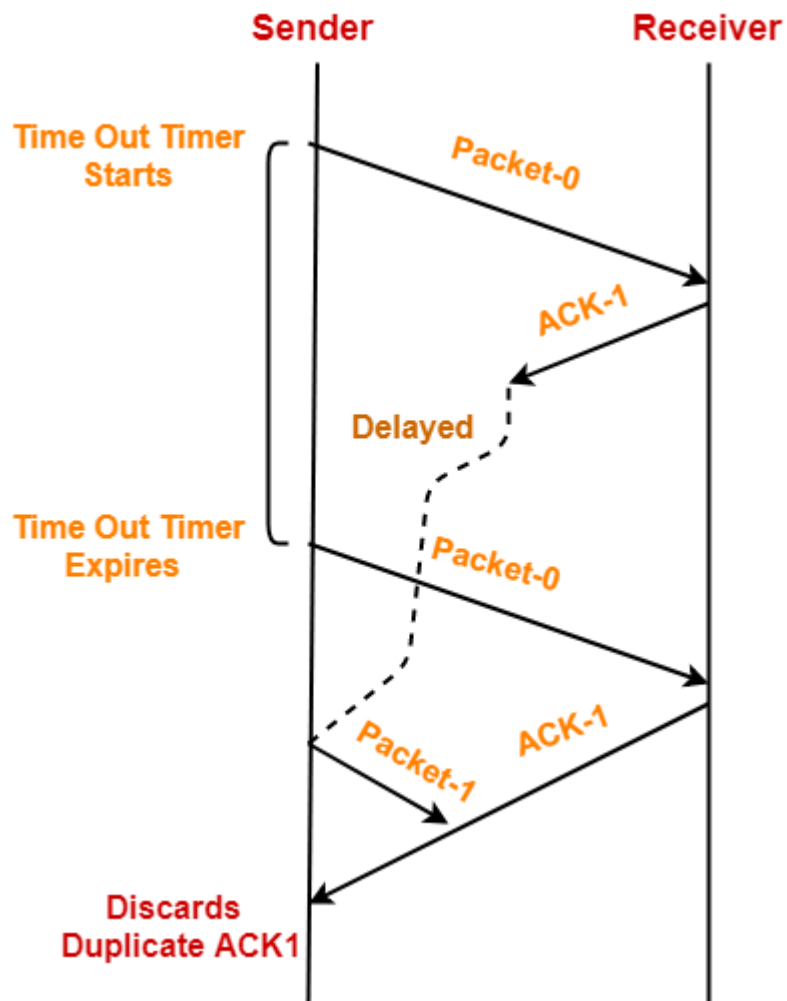 Sender
Receiver
Time Out Timer
Starts
Packet-0
ACK-1
Delayed
Time Out Timer
Expires
Packet-0
ACK-1
Packet-1
Discards
Duplicate ACK1